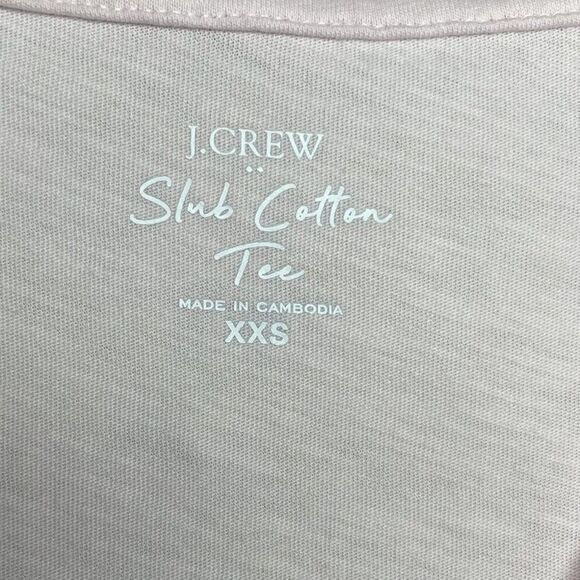 J.CREW
Slub Cotton
Tee
MADE IN CAMBODIA
XXS